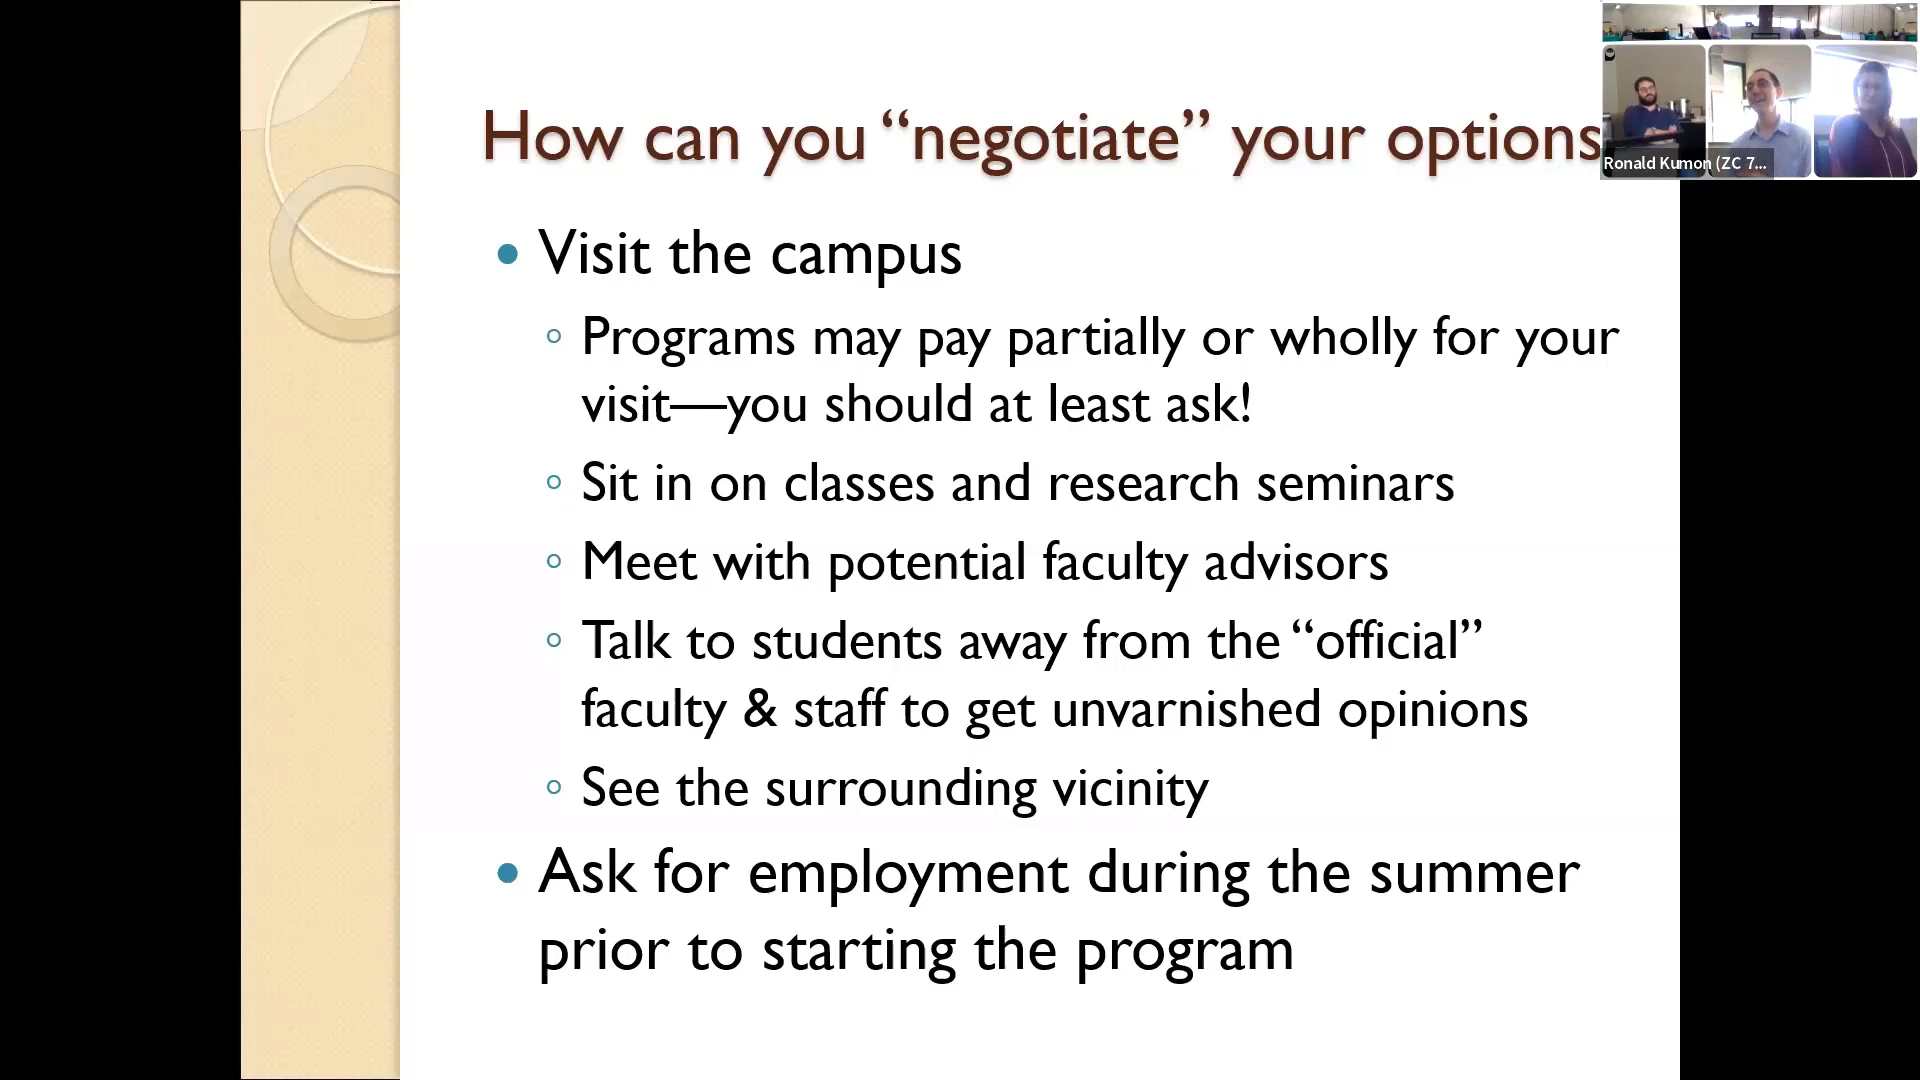 How can you “negotiate” your options
Ronald Kumon (ZC 7...
• Visit the campus
◦ Programs may pay partially or wholly for your
visit—you should at least ask!
◦ Sit in on classes and research seminars
◦ Meet with potential faculty advisors
◦ Talk to students away from the “official”
faculty & staff to get unvarnished opinions
◦ See the surrounding vicinity
• Ask for employment during the summer
prior to starting the program